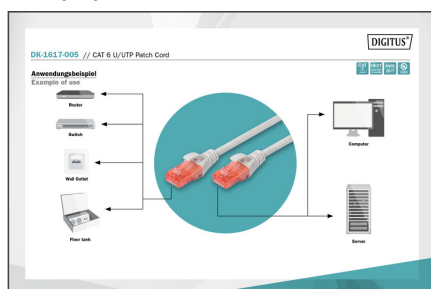 DIGITUS®
DK-1617-005 // CAT 6 U/UTP Patch Cord
CAT
Anwendungsbeispiel
Example of use
Router
Switch
Wall Outlet
Floor tank
Computer
Server